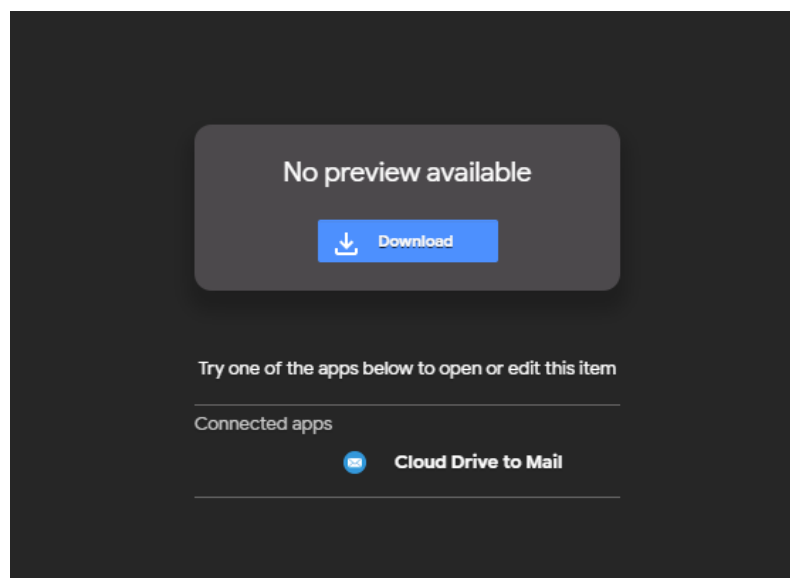 No preview available
Download
Try one of the apps below to open or edit this item
Connected apps
Cloud Drive to Mail